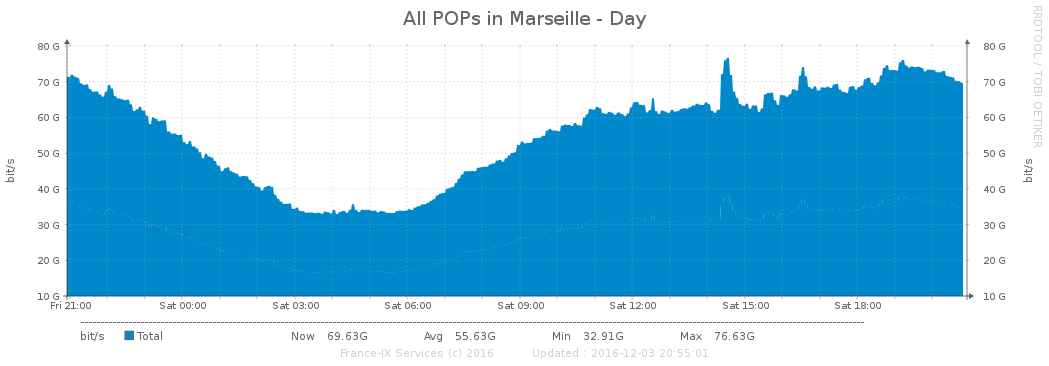 All POPs in Marseille - Day
RRDTOOL / TOBI OETIKER
80 G 80 G
70 G 70 G
60 G 60 G
50 G 50 G
40 G 40 G
30 G 30 G
20 G 20 G
10 G 10 G
bit/s bit/s
Fri 21:00 Sat 00:00 Sat 03:00 Sat 06:00 Sat 09:00 Sat 12:00 Sat 15:00 Sat 18:00
bit/s Total Now 69.63G Avg 55.63G Min 32.91G Max 76.63G
France-IX Services (c) 2016 Updated : 2016-12-03 20:55:01